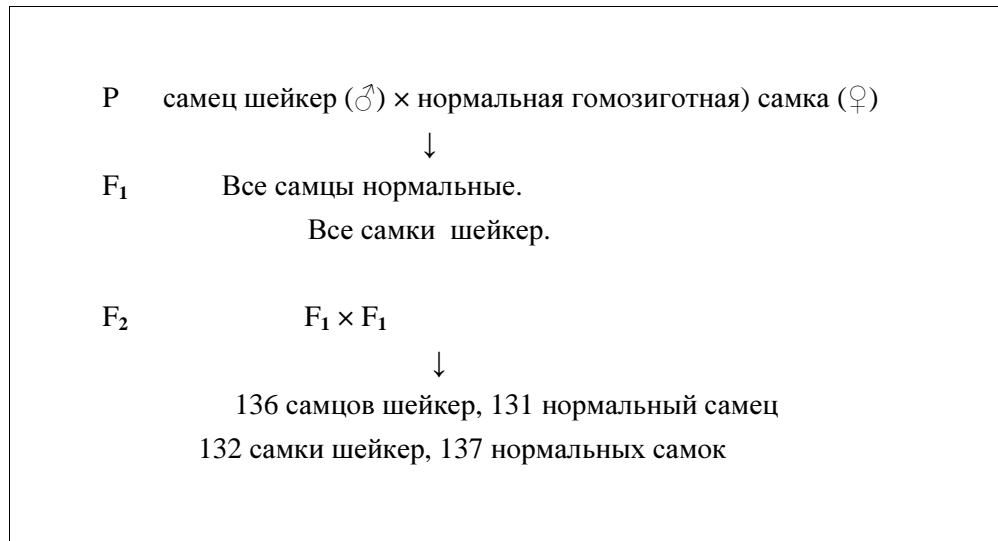 P самец шейкер (♂) × нормальная гомозиготная) самка (♀)
↓
F₁ Все самцы нормальные.
Все самки шейкер.
F₂ F₁ × F₁
↓
136 самцов шейкер, 131 нормальный самец
132 самки шейкер, 137 нормальных самок